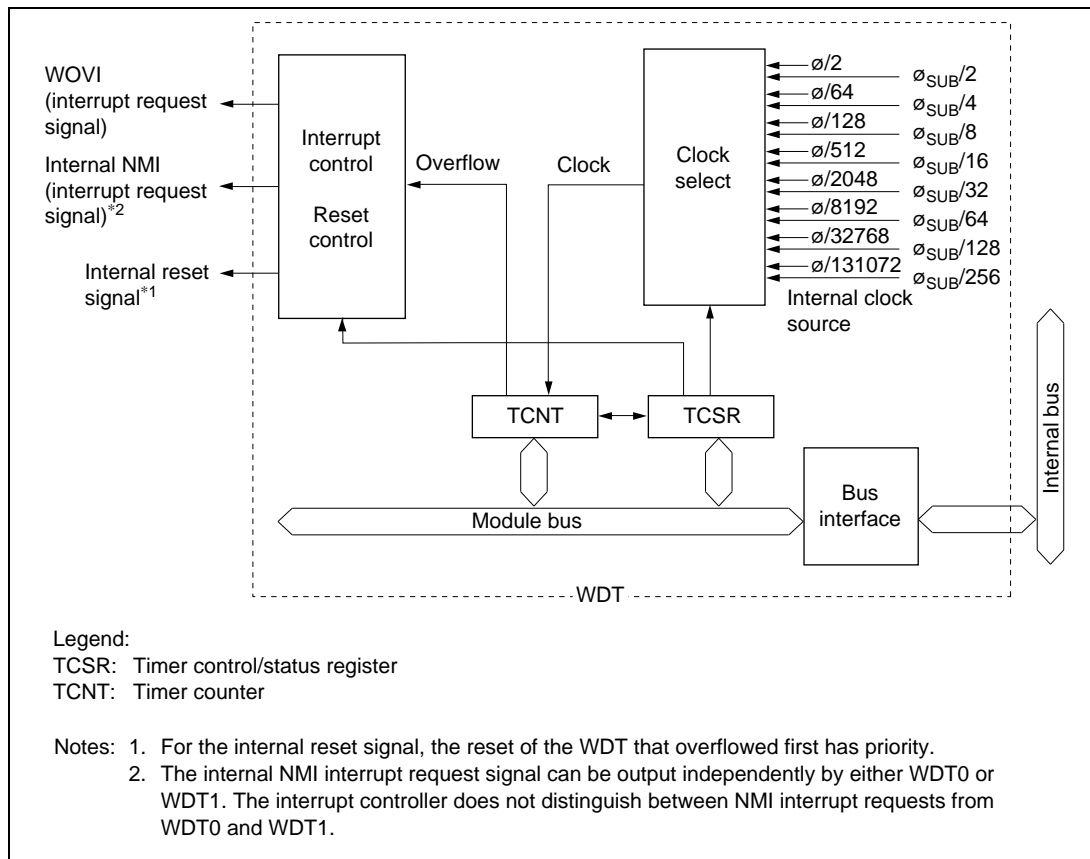 WOVI
(interrupt request
signal)
Internal NMI
(interrupt request
signal)*2
Internal reset
signal*1
Interrupt
control
Reset
control
Overflow
Clock
Clock
select
ø/2
ø/64
ø/128
ø/512
ø/2048
ø/8192
ø/32768
ø/131072
Internal clock
source
øSUB/2
øSUB/4
øSUB/8
øSUB/16
øSUB/32
øSUB/64
øSUB/128
øSUB/256
TCNT
TCSR
Module bus
Bus
interface
Internal bus
WDT
Legend:
TCSR: Timer control/status register
TCNT: Timer counter
Notes: 1. For the internal reset signal, the reset of the WDT that overflowed first has priority.
2. The internal NMI interrupt request signal can be output independently by either WDT0 or
WDT1. The interrupt controller does not distinguish between NMI interrupt requests from
WDT0 and WDT1.